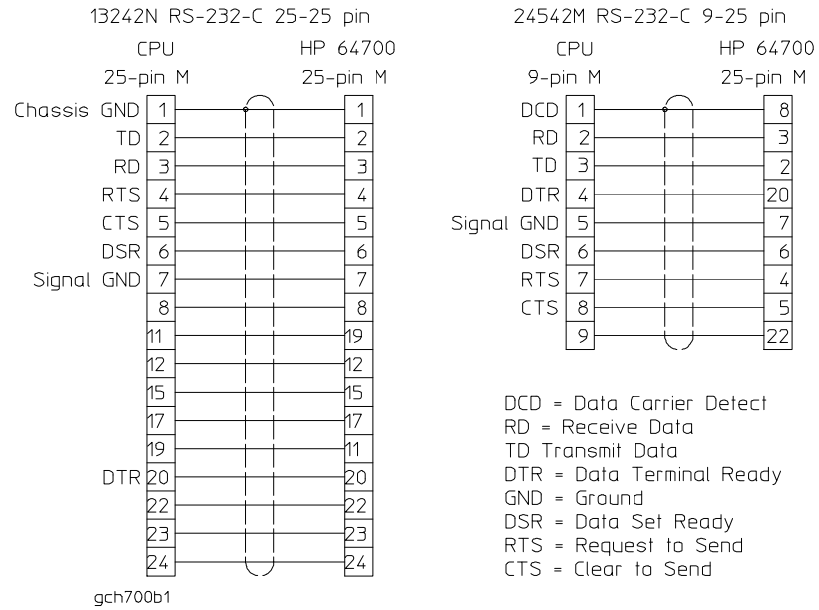 13242N RS-232-C 25-25 pin
CPU HP 64700
25-pin M 25-pin M
Chassis GND 1 1
TD 2 2
RD 3 3
RTS 4 4
CTS 5 5
DSR 6 6
Signal GND 7 7
8 8
11 19
12 12
15 15
17 17
19 11
DTR 20 20
22 22
23 23
24 24
gch700b1
24542M RS-232-C 9-25 pin
CPU HP 64700
9-pin M 25-pin M
DCD 1 8
RD 2 3
TD 3 2
DTR 4 20
Signal GND 5 7
DSR 6 6
RTS 7 4
CTS 8 5
9 22
DCD = Data Carrier Detect
RD = Receive Data
TD Transmit Data
DTR = Data Terminal Ready
GND = Ground
DSR = Data Set Ready
RTS = Request to Send
CTS = Clear to Send